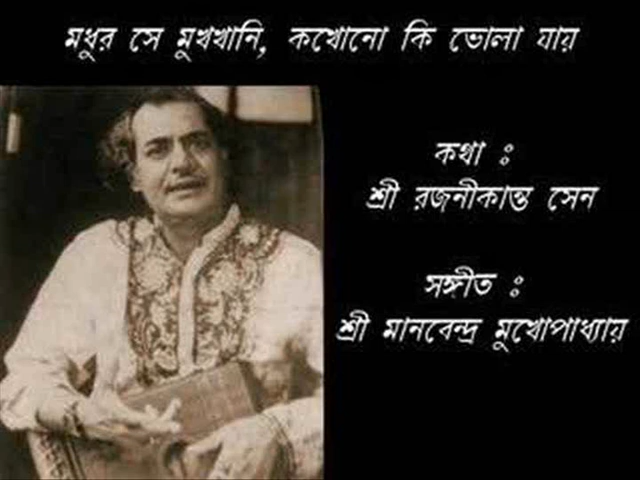 মধুর সে মুখখানি, কখোনো কি ভোলা যায়
কথা :
শ্রী রজনীকান্ত সেন
সঙ্গীত :
শ্রী মানবেন্দ্র মুখোপাধ্যায়